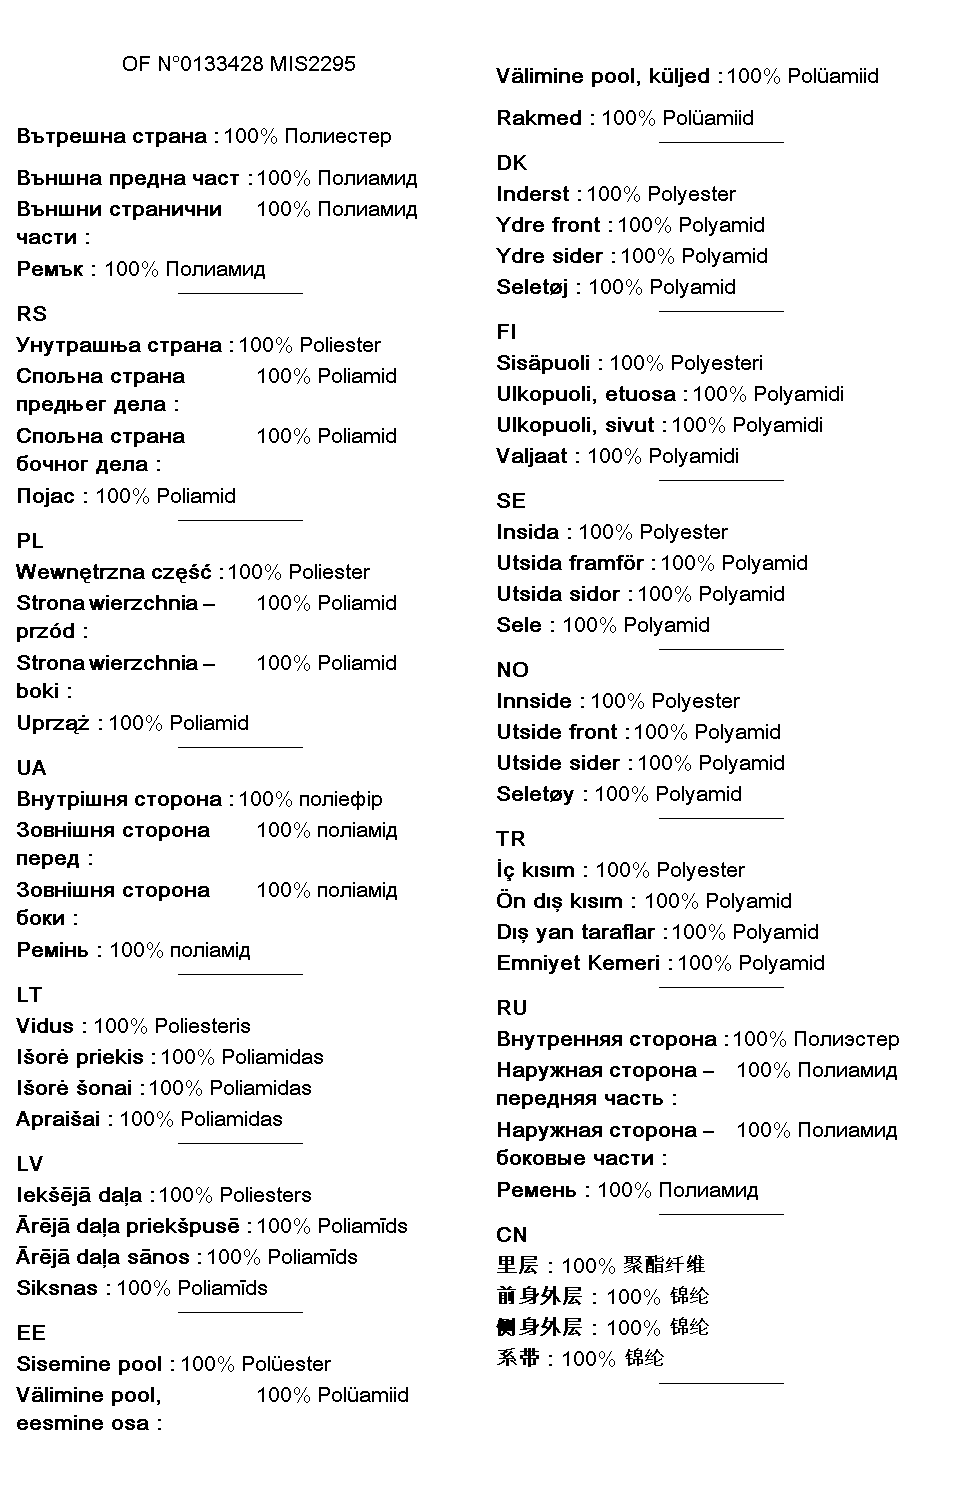 OF N°0133428 MIS2295
Вътрешна страна : 100% Полиестер
Външна предна част : 100% Полиамид
Външни странични 100% Полиамид
части :
Ремък : 100% Полиамид
RS
Унутрашња страна : 100% Poliester
Спољна страна 100% Poliamid
предњег дела :
Спољна страна 100% Poliamid
бочног дела :
Појас : 100% Poliamid
PL
Wewnętrzna część : 100% Poliester
Strona wierzchnia – 100% Poliamid
przód :
Strona wierzchnia – 100% Poliamid
boki :
Uprząż : 100% Poliamid
UA
Внутрішня сторона : 100% поліефір
Зовнішня сторона 100% поліамід
перед :
Зовнішня сторона 100% поліамід
боки :
Ремінь : 100% поліамід
LT
Vidus : 100% Poliesteris
Išorė priekis : 100% Poliamidas
Išorė šonai : 100% Poliamidas
Apraišai : 100% Poliamidas
LV
Iekšējā daļa : 100% Poliesters
Ārējā daļa priekšpusē : 100% Poliamīds
Ārējā daļa sānos : 100% Poliamīds
Siksnas : 100% Poliamīds
EE
Sisemine pool : 100% Polüester
Välimine pool, 100% Polüamiid
eesmine osa :
Välimine pool, küljed : 100% Polüamiid
Rakmed : 100% Polüamiid
DK
Inderst : 100% Polyester
Ydre front : 100% Polyamid
Ydre sider : 100% Polyamid
Seletøj : 100% Polyamid
FI
Sisäpuoli : 100% Polyesteri
Ulkopuoli, etuosa : 100% Polyamidi
Ulkopuoli, sivut : 100% Polyamidi
Valjaat : 100% Polyamidi
SE
Insida : 100% Polyester
Utsida framför : 100% Polyamid
Utsida sidor : 100% Polyamid
Sele : 100% Polyamid
NO
Innside : 100% Polyester
Utside front : 100% Polyamid
Utside sider : 100% Polyamid
Seletøy : 100% Polyamid
TR
İç kısım : 100% Polyester
Ön dış kısım : 100% Polyamid
Dış yan taraflar : 100% Polyamid
Emniyet Kemeri : 100% Polyamid
RU
Внутренняя сторона : 100% Полиэстер
Наружная сторона – 100% Полиамид
передняя часть :
Наружная сторона – 100% Полиамид
боковые части :
Ремень : 100% Полиамид
CN
里层 : 100% 聚酯纤维
前身外层 : 100% 锦纶
侧身外层 : 100% 锦纶
系带 : 100% 锦纶